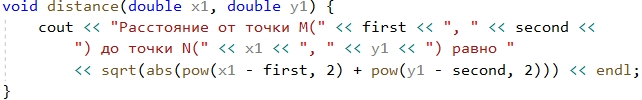 void distance(double x1, double y1) {
cout << "Расстояние от точки M(" << first << ", " << second <<
") до точки N(" << x1 << ", " << y1 << ") равно "
<< sqrt(abs(pow(x1 - first, 2) + pow(y1 - second, 2))) << endl;
}